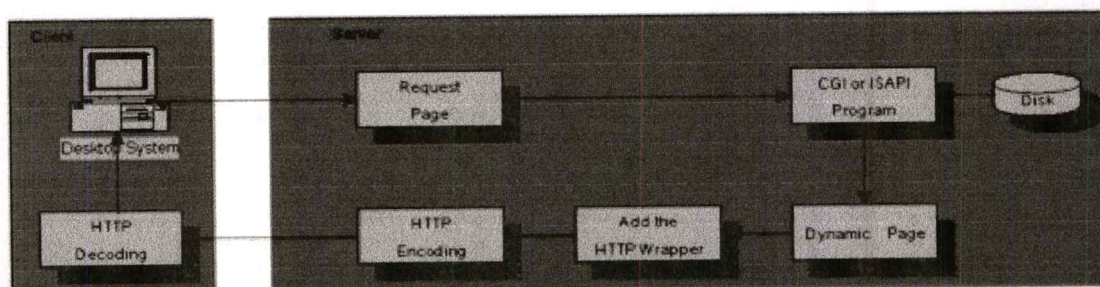 Client
Server
Request
Page
CGI or ISAPI
Program
Disk
Desktop System
HTTP
Decoding
HTTP
Encoding
Add the
HTTP Wrapper
Dynamic Page